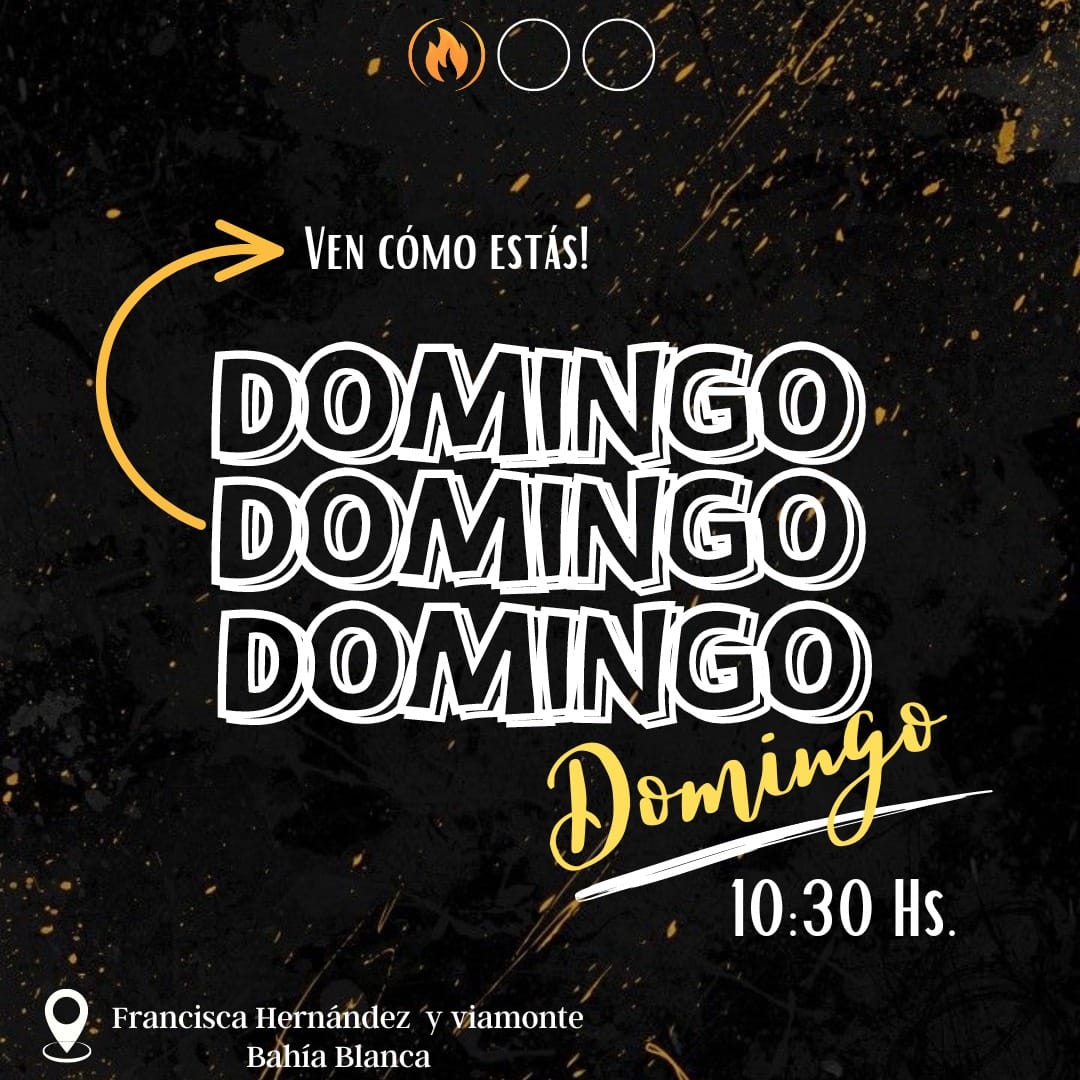 Ven cómo estás!
DOMINGO
DOMINGO
DOMINGO
Domingo
10:30 Hs.
Francisca Hernández y viamonte
Bahía Blanca